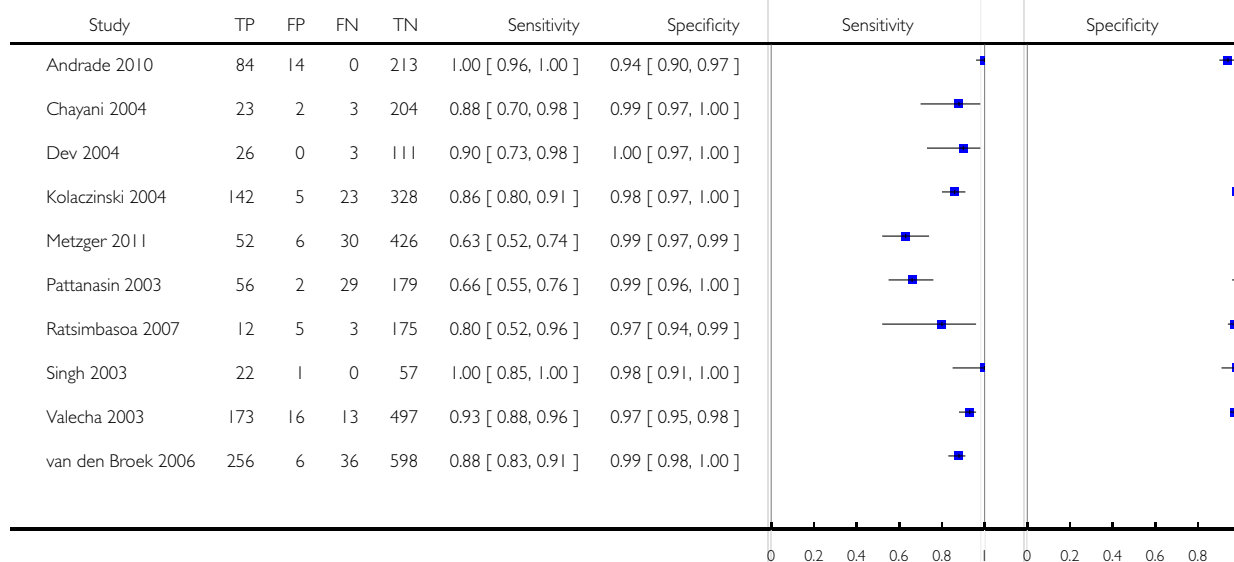 Study TP FP FN TN Sensitivity Specificity Sensitivity Specificity
Andrade 2010 84 14 0 213 1.00 [ 0.96, 1.00 ] 0.94 [ 0.90, 0.97 ]
Chayani 2004 23 2 3 204 0.88 [ 0.70, 0.98 ] 0.99 [ 0.97, 1.00 ]
Dev 2004 26 0 3 111 0.90 [ 0.73, 0.98 ] 1.00 [ 0.97, 1.00 ]
Kolaczinski 2004 142 5 23 328 0.86 [ 0.80, 0.91 ] 0.98 [ 0.97, 1.00 ]
Metzger 2011 52 6 30 426 0.63 [ 0.52, 0.74 ] 0.99 [ 0.97, 0.99 ]
Pattanasin 2003 56 2 29 179 0.66 [ 0.55, 0.76 ] 0.99 [ 0.96, 1.00 ]
Ratsimbasoa 2007 12 5 3 175 0.80 [ 0.52, 0.96 ] 0.97 [ 0.94, 0.99 ]
Singh 2003 22 1 0 57 1.00 [ 0.85, 1.00 ] 0.98 [ 0.91, 1.00 ]
Valecha 2003 173 16 13 497 0.93 [ 0.88, 0.96 ] 0.97 [ 0.95, 0.98 ]
van den Broek 2006 256 6 36 598 0.88 [ 0.83, 0.91 ] 0.99 [ 0.98, 1.00 ]
0 0.2 0.4 0.6 0.8 1 0 0.2 0.4 0.6 0.8